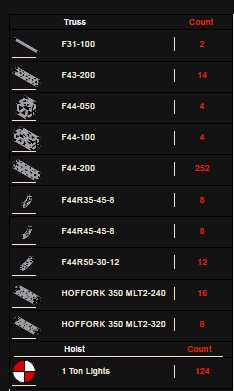 Truss Count
F31-100 2
F43-200 14
F44-050 4
F44-100 4
F44-200 252
F44R35-45-8 8
F44R45-45-8 8
F44R50-30-12 12
HOFFORK 350 MLT2-240 16
HOFFORK 350 MLT2-320 8
Hoist Count
1 Ton Lights 124